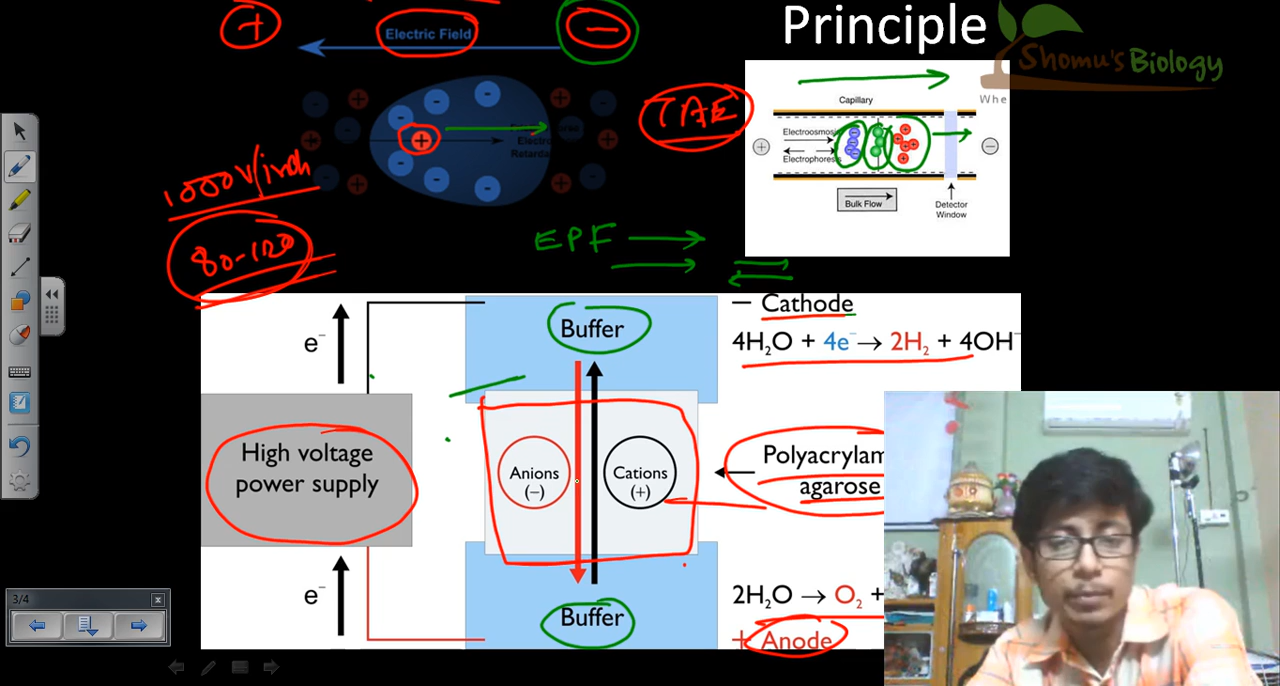 Principle
Shomu's Biology
Whe
+
Electric Field
−
TAE
1000V/inch
80-120
EPF
Capillary
Electroosmosis
Electrophoresis
Bulk Flow
Detector
Window
− Cathode
4H₂O + 4e⁻ → 2H₂ + 4OH⁻
e⁻
Buffer
High voltage
power supply
Anions
(−)
Cations
(+)
Polyacrylam
agarose
e⁻
Buffer
2H₂O → O₂ +
+ Anode
3/4